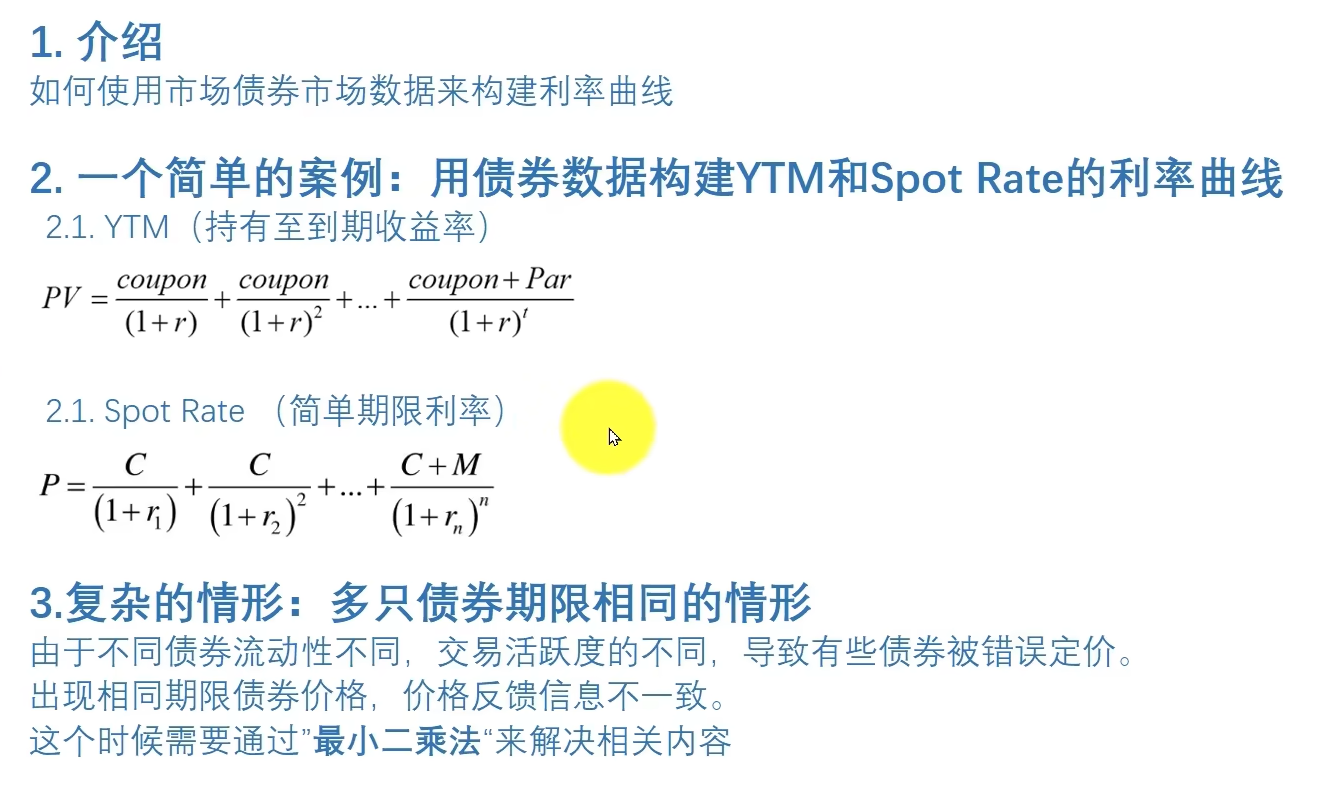 1. 介绍
如何使用市场债券市场数据来构建利率曲线
2. 一个简单的案例：用债券数据构建YTM和Spot Rate的利率曲线
2.1. YTM（持有至到期收益率）
PV = coupon/(1+r) + coupon/(1+r)^2 + ... + coupon+Par/(1+r)^t
2.1. Spot Rate （简单期限利率）
P = C/(1+r_1) + C/(1+r_2)^2 + ... + C+M/(1+r_n)^n
3.复杂的情形：多只债券期限相同的情形
由于不同债券流动性不同，交易活跃度的不同，导致有些债券被错误定价。
出现相同期限债券价格，价格反馈信息不一致。
这个时候需要通过”最小二乘法“来解决相关内容